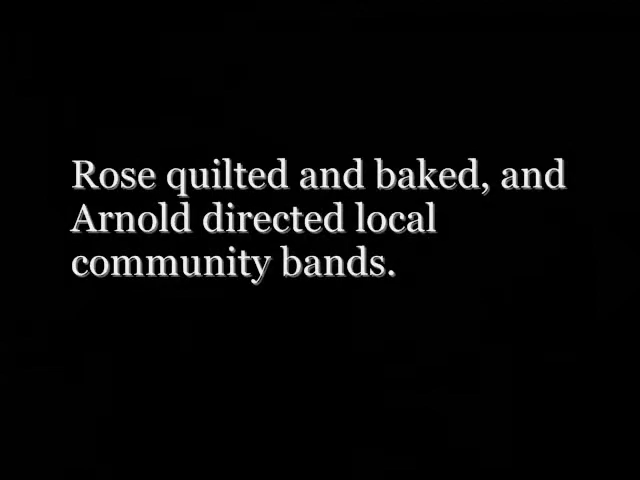 Rose quilted and baked, and
Arnold directed local
community bands.